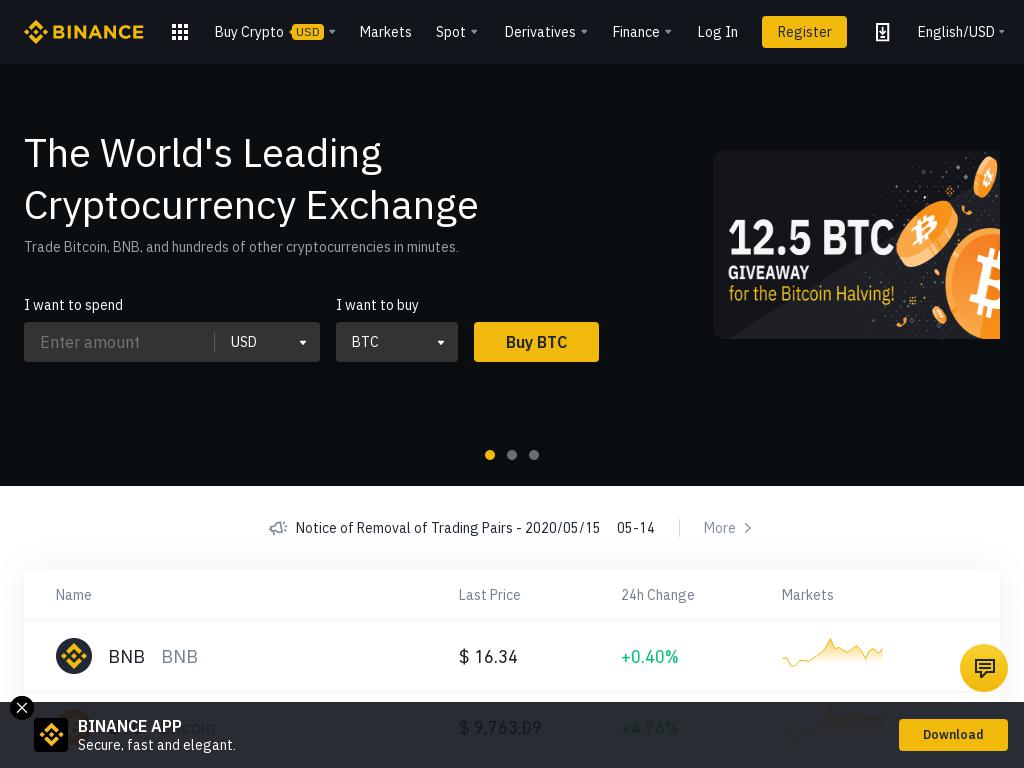 BINANCE
Buy Crypto USD
Markets
Spot
Derivatives
Finance
Log In
Register
English/USD
The World's Leading
Cryptocurrency Exchange
Trade Bitcoin, BNB, and hundreds of other cryptocurrencies in minutes.
I want to spend
I want to buy
Enter amount
USD
BTC
Buy BTC
12.5 BTC
GIVEAWAY
for the Bitcoin Halving!
Notice of Removal of Trading Pairs - 2020/05/15 05-14
More
Name Last Price 24h Change Markets
BNB BNB $ 16.34 +0.40%
$ 9,763.09 +4.76%
BINANCE APP
Secure, fast and elegant.
Download